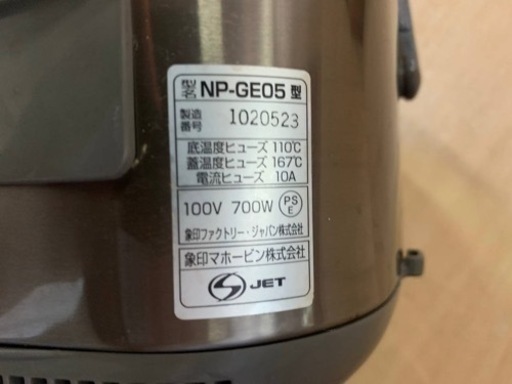 型名 NP-GE05 型
製造番号 1020523
底温度ヒューズ 110℃
蓋温度ヒューズ 167℃
電流ヒューズ 10A
100V 700W PSE
象印ファクトリー・ジャパン株式会社
象印マホービン株式会社
JET